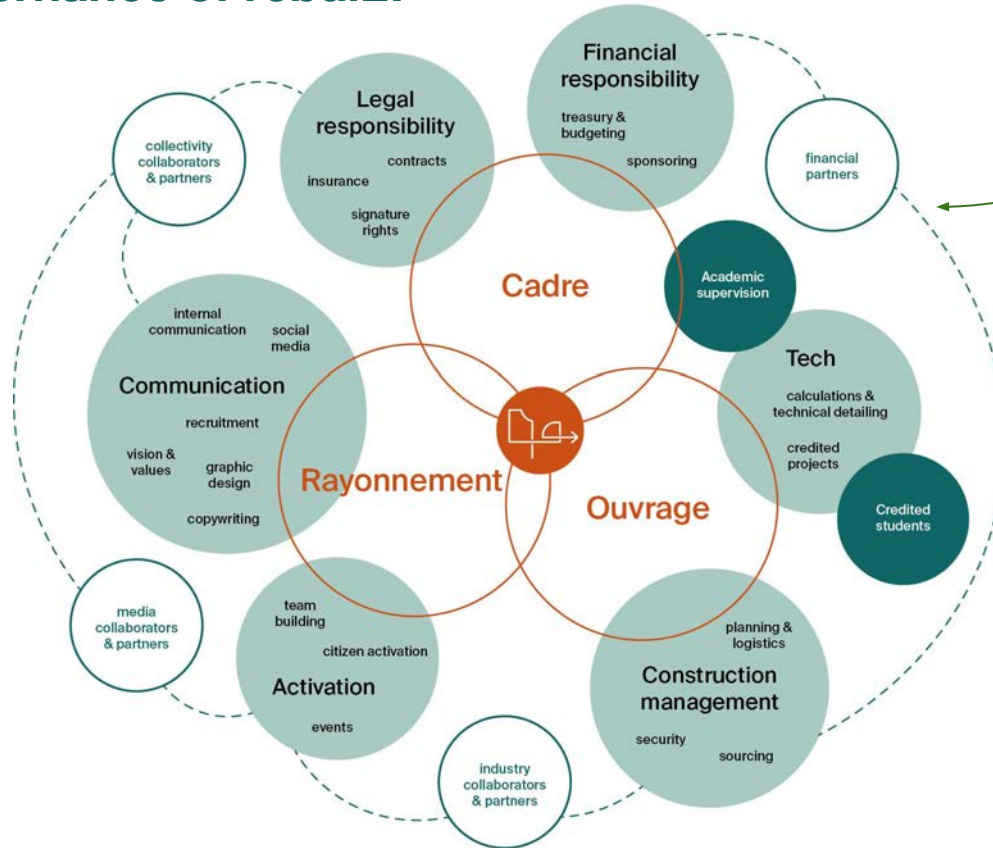 Financial
responsibility
treasury &
budgeting
sponsoring
Legal
responsibility
contracts
insurance
signature
rights
collectivity
collaborators
& partners
financial
partners
Cadre
Academic
supervision
internal
communication
social
media
Communication
recruitment
vision &
values
graphic
design
copywriting
Tech
calculations &
technical detailing
credited
projects
Rayonnement
Ouvrage
Credited
students
media
collaborators
& partners
team
building
citizen activation
Activation
events
planning &
logistics
Construction
management
security
sourcing
industry
collaborators
& partners